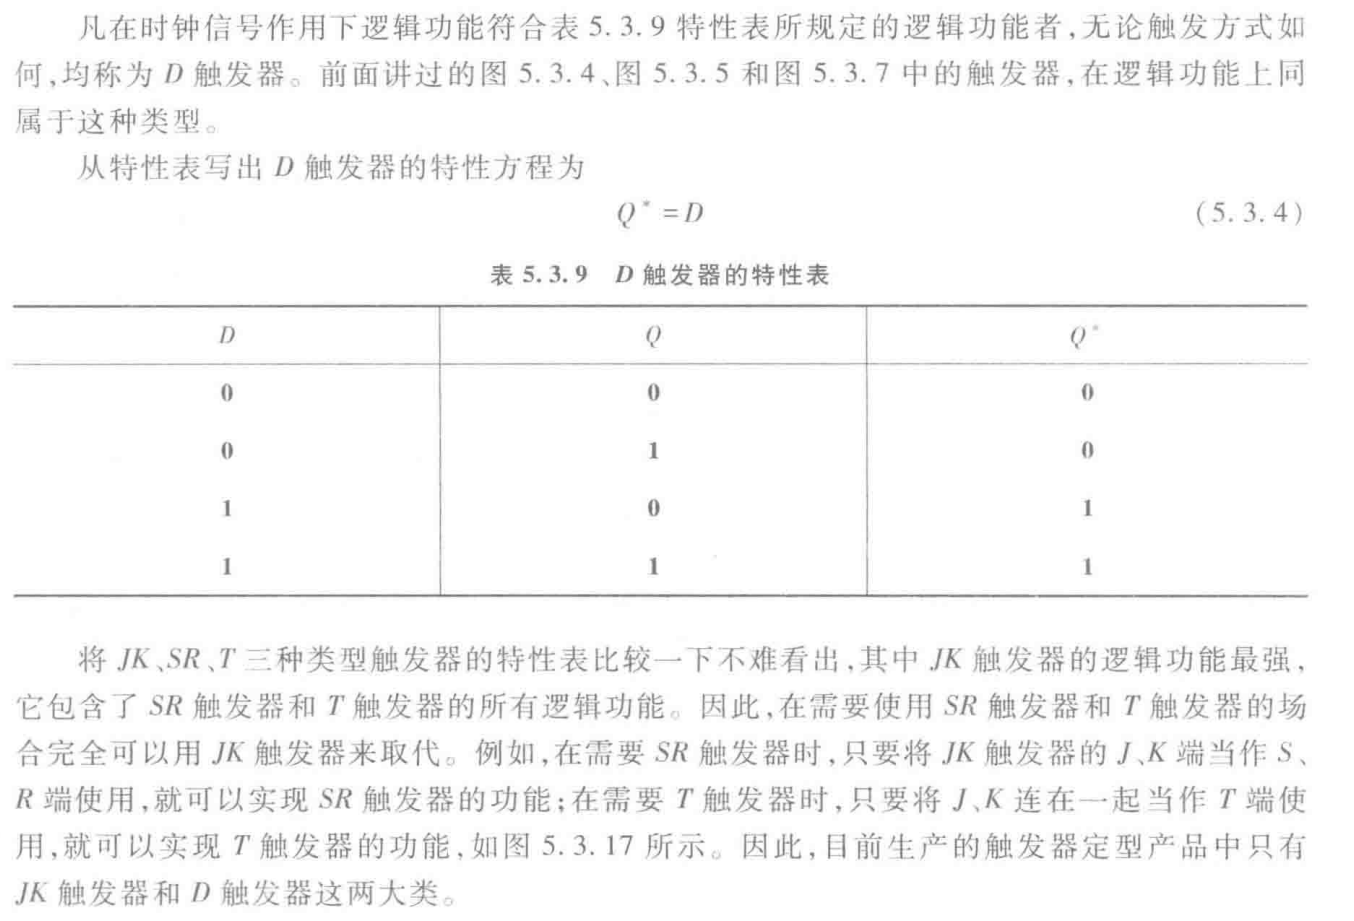 凡在时钟信号作用下逻辑功能符合表 5.3.9 特性表所规定的逻辑功能者,无论触发方式如
何,均称为 D 触发器。前面讲过的图 5.3.4、图 5.3.5 和图 5.3.7 中的触发器,在逻辑功能上同
属于这种类型。
从特性表写出 D 触发器的特性方程为
Q* =D (5.3.4)
表 5.3.9 D 触发器的特性表
D Q Q*
0 0 0
0 1 0
1 0 1
1 1 1
将 JK、SR、T 三种类型触发器的特性表比较一下不难看出,其中 JK 触发器的逻辑功能最强,
它包含了 SR 触发器和 T 触发器的所有逻辑功能。因此,在需要使用 SR 触发器和 T 触发器的场
合完全可以用 JK 触发器来取代。例如,在需要 SR 触发器时,只要将 JK 触发器的 J、K 端当作 S、
R 端使用,就可以实现 SR 触发器的功能;在需要 T 触发器时,只要将 J、K 连在一起当作 T 端使
用,就可以实现 T 触发器的功能,如图 5.3.17 所示。因此,目前生产的触发器定型产品中只有
JK 触发器和 D 触发器这两大类。